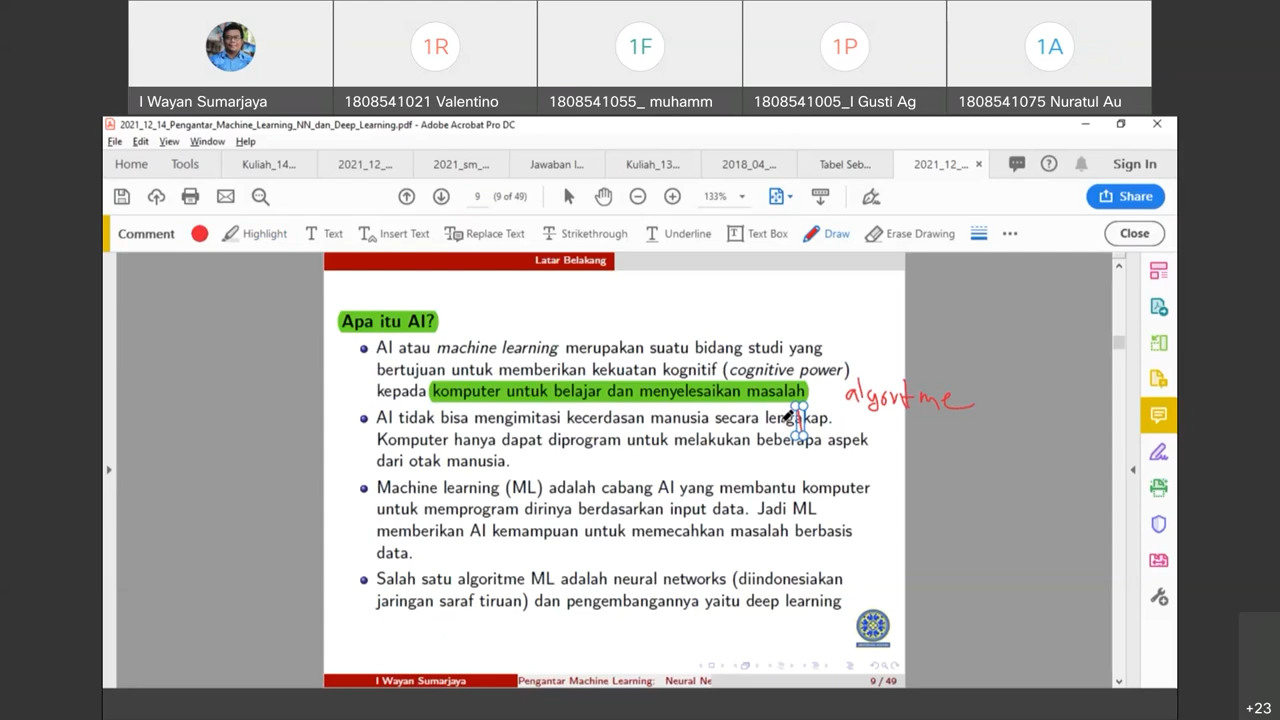 1R
1F
1P
1A
I Wayan Sumarjaya
1808541021 Valentino
1808541055_ muhamm
1808541005_I Gusti Ag
1808541075 Nuratul Au
2021_12_14_Pengantar_Machine_Learning_NN_dan_Deep_Learning.pdf - Adobe Acrobat Pro DC
File Edit View Window Help
Home Tools Kuliah_14... 2021_12_... 2021_sm_... Jawaban I... Kuliah_13... 2018_04_... Tabel Seb... 2021_12_... × Sign In
9 (9 of 49) 133% Share
Comment Highlight Text Insert Text Replace Text Strikethrough Underline Text Box Draw Erase Drawing Close
Latar Belakang
Apa itu AI?
AI atau machine learning merupakan suatu bidang studi yang
bertujuan untuk memberikan kekuatan kognitif (cognitive power)
kepada komputer untuk belajar dan menyelesaikan masalah
algoritme
AI tidak bisa mengimitasi kecerdasan manusia secara lengkap.
Komputer hanya dapat diprogram untuk melakukan beberapa aspek
dari otak manusia.
Machine learning (ML) adalah cabang AI yang membantu komputer
untuk memprogram dirinya berdasarkan input data. Jadi ML
memberikan AI kemampuan untuk memecahkan masalah berbasis
data.
Salah satu algoritme ML adalah neural networks (diindonesiakan
jaringan saraf tiruan) dan pengembangannya yaitu deep learning
I Wayan Sumarjaya Pengantar Machine Learning: Neural Ne 9 / 49
+23